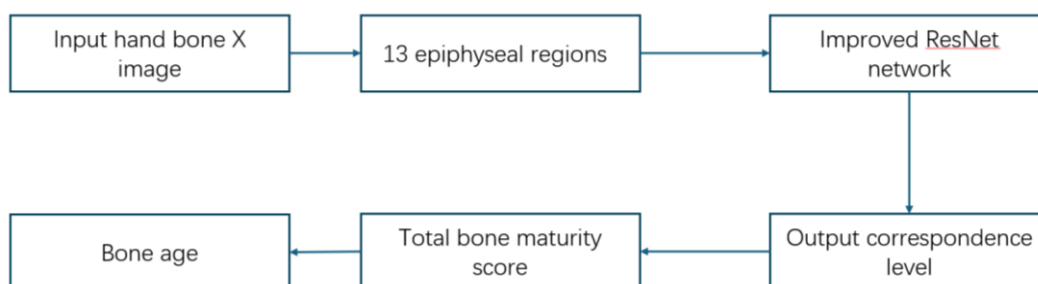 Input hand bone X
image
13 epiphyseal regions
Improved ResNet
network
Output correspondence
level
Total bone maturity
score
Bone age